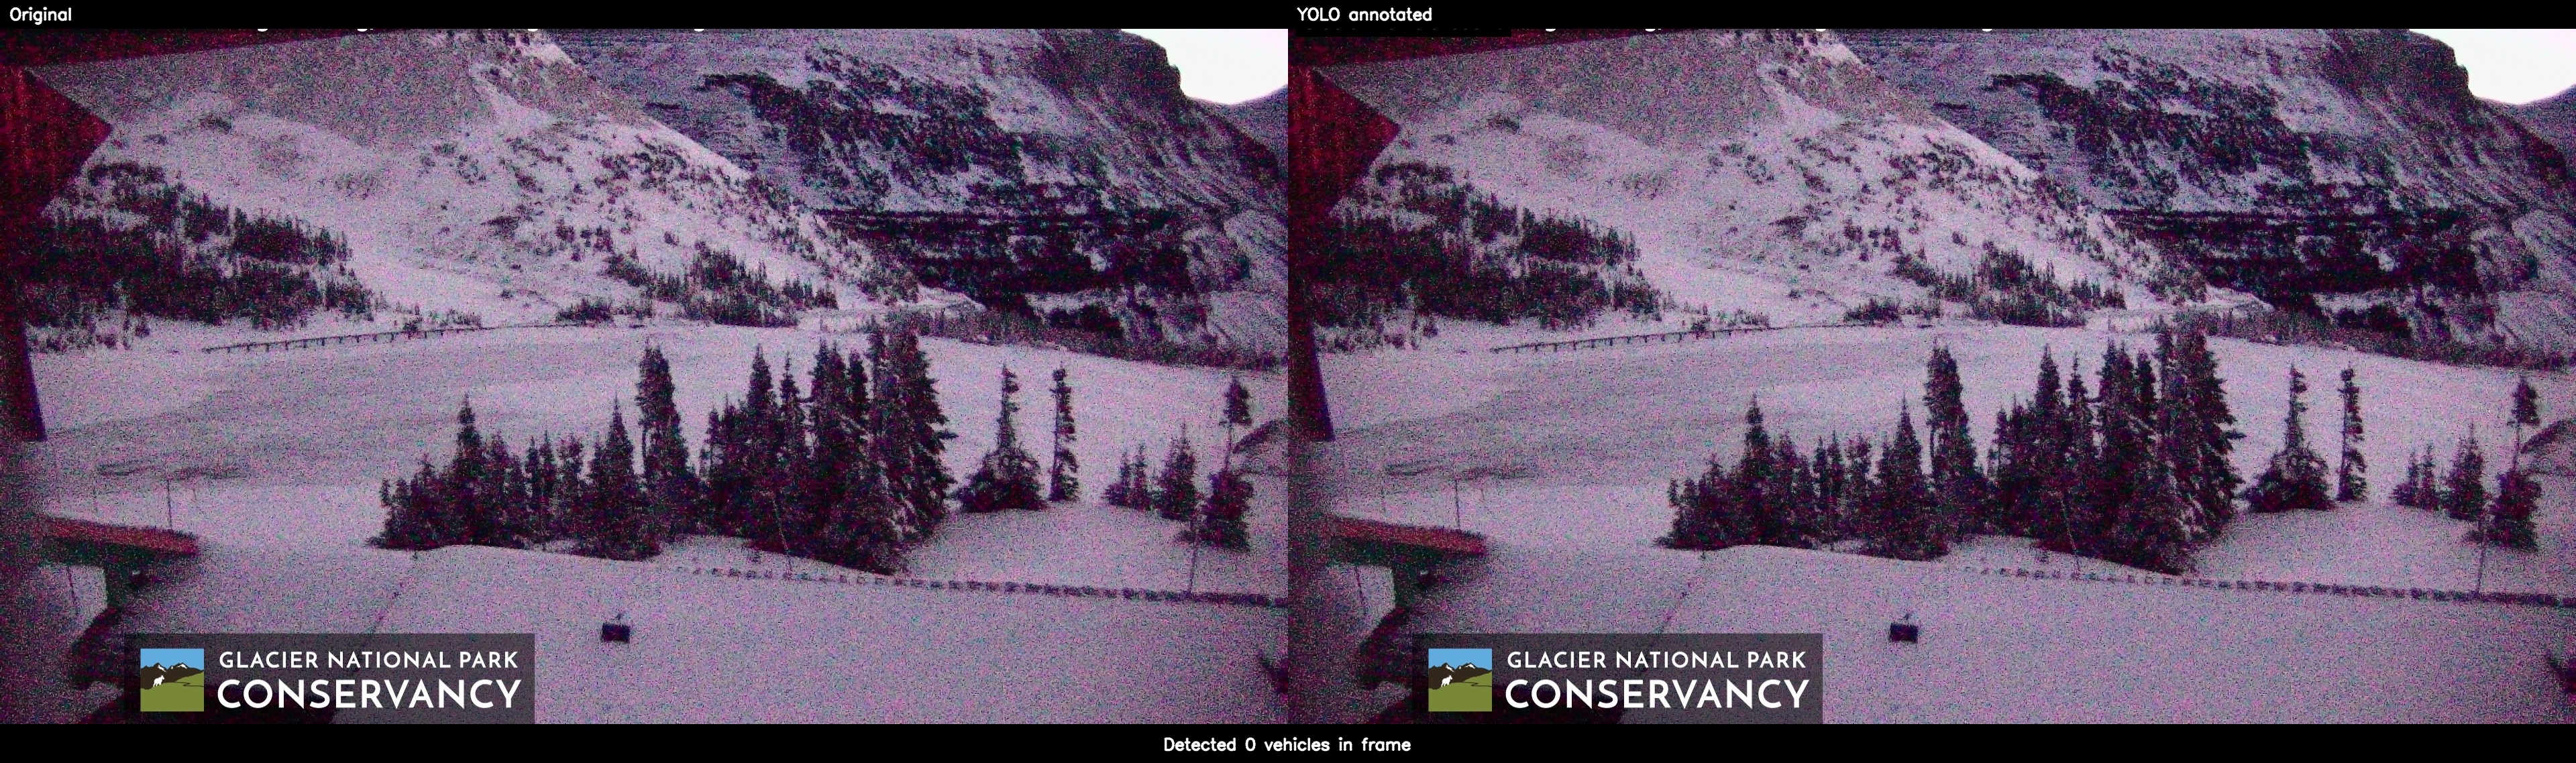 Original
YOLO annotated
GLACIER NATIONAL PARK
CONSERVANCY
GLACIER NATIONAL PARK
CONSERVANCY
Detected 0 vehicles in frame